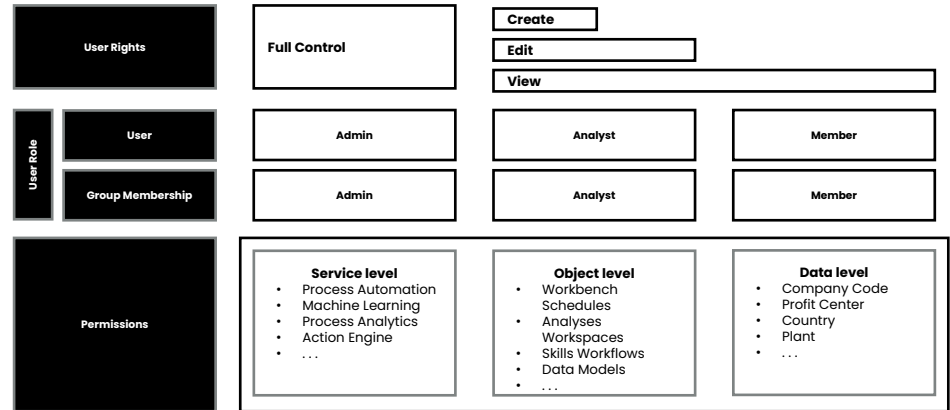 User Rights
Full Control
Create
Edit
View
User Role
User
Admin
Analyst
Member
Group Membership
Admin
Analyst
Member
Permissions
Service level
• Process Automation
• Machine Learning
• Process Analytics
• Action Engine
• . . .
Object level
• Workbench
Schedules
• Analyses
Workspaces
• Skills Workflows
• Data Models
• . . .
Data level
• Company Code
• Profit Center
• Country
• Plant
• . . .